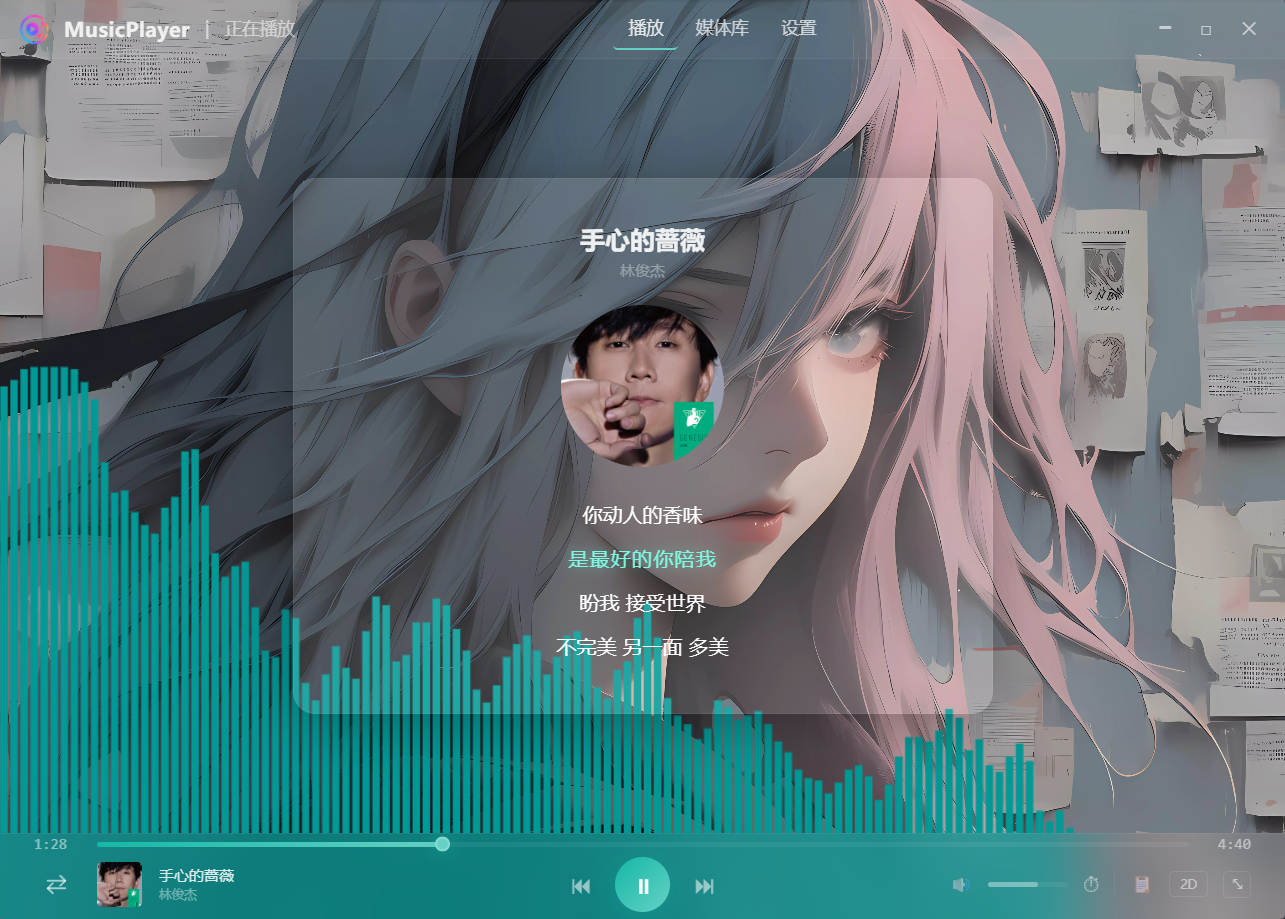 MusicPlayer | 正在播放
播放 媒体库 设置
手心的蔷薇
林俊杰
GENESIS
你动人的香味
是最好的你陪我
盼我 接受世界
不完美 另一面 多美
1:28
4:40
手心的蔷薇
林俊杰
2D